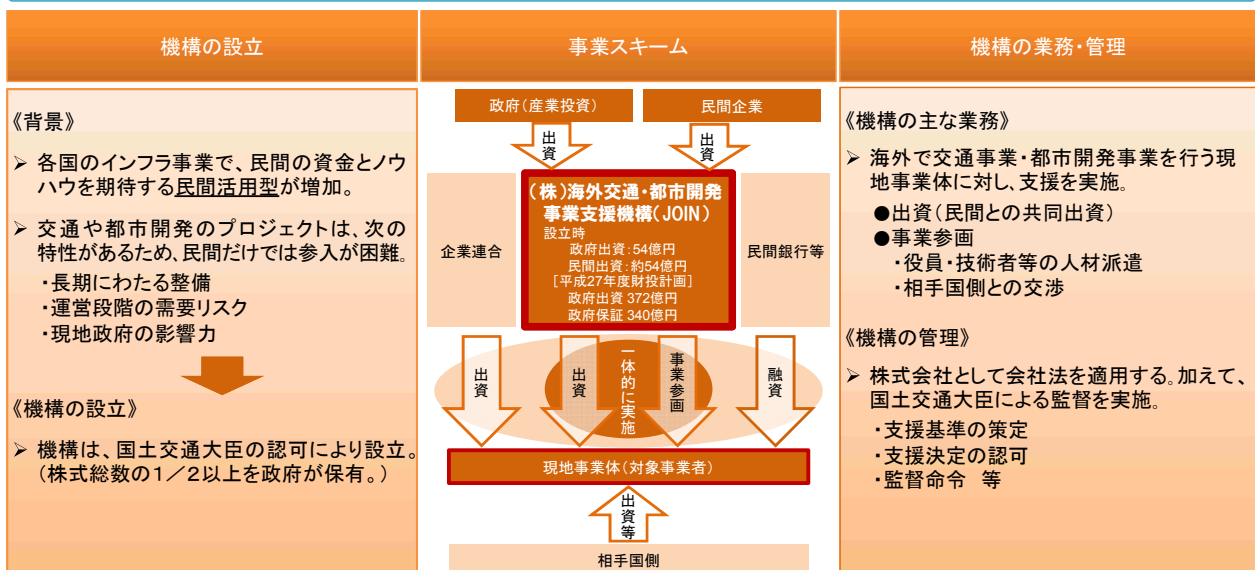 機構の設立
《背景》
➢ 各国のインフラ事業で、民間の資金とノウ
ハウを期待する民間活用型が増加。
➢ 交通や都市開発のプロジェクトは、次の
特性があるため、民間だけでは参入が困難。
・長期にわたる整備
・運営段階の需要リスク
・現地政府の影響力
《機構の設立》
➢ 機構は、国土交通大臣の認可により設立。
(株式総数の1/2以上を政府が保有。)
事業スキーム
政府(産業投資)
民間企業
出資
出資
企業連合
(株)海外交通・都市開発
事業支援機構(JOIN)
設立時
政府出資:54億円
民間出資:約54億円
[平成27年度財投計画]
政府出資 372億円
政府保証 340億円
民間銀行等
出資
出資
一体的に実施
事業参画
融資
現地事業体(対象事業者)
出資等
相手国側
機構の業務・管理
《機構の主な業務》
➢ 海外で交通事業・都市開発事業を行う現
地事業体に対し、支援を実施。
●出資(民間との共同出資)
●事業参画
・役員・技術者等の人材派遣
・相手国側との交渉
《機構の管理》
➢ 株式会社として会社法を適用する。加えて、
国土交通大臣による監督を実施。
・支援基準の策定
・支援決定の認可
・監督命令 等